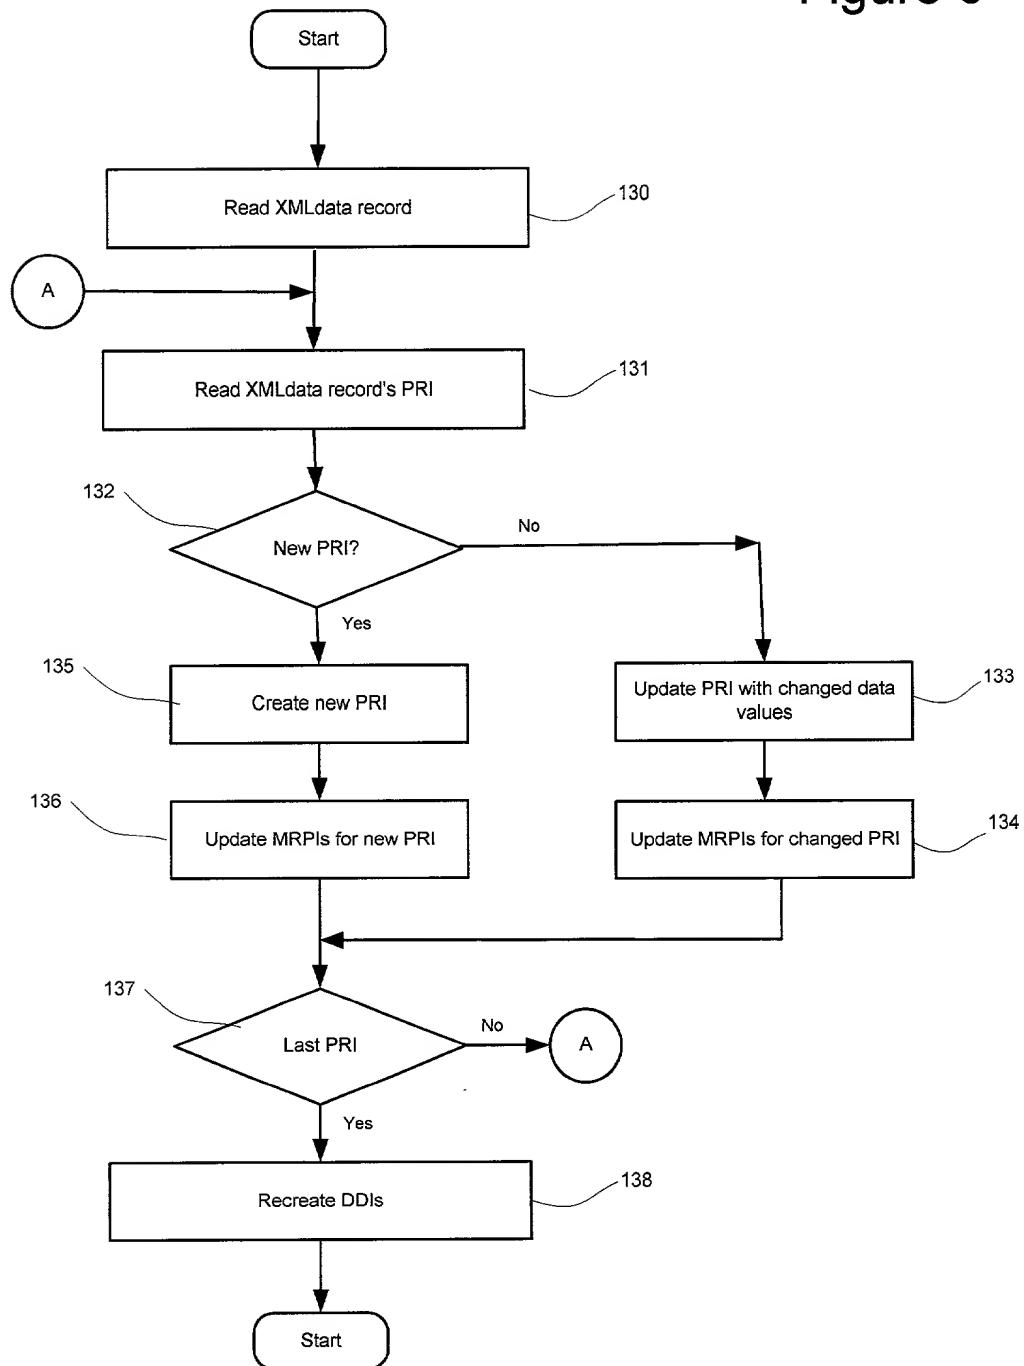 Start
Read XMLdata record
130
A
Read XMLdata record's PRI
131
132
New PRI?
No
Yes
135
Create new PRI
Update PRI with changed data
values
133
136
Update MRPIs for new PRI
Update MRPIs for changed PRI
134
137
Last PRI
No
A
Yes
Recreate DDIs
138
Start